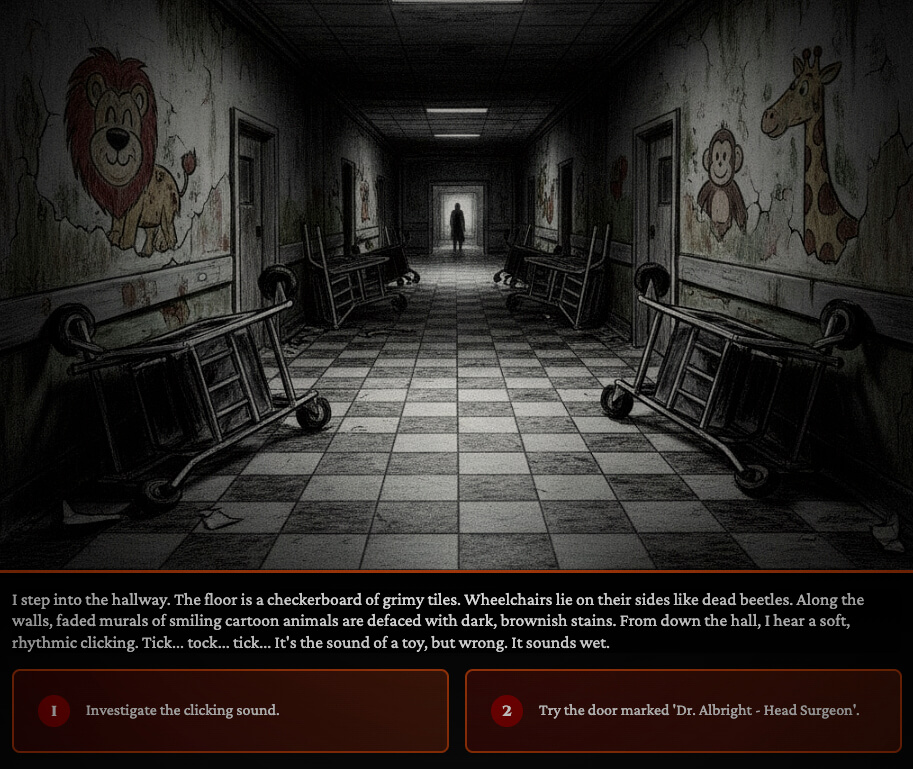 I step into the hallway. The floor is a checkerboard of grimy tiles. Wheelchairs lie on their sides like dead beetles. Along the
walls, faded murals of smiling cartoon animals are defaced with dark, brownish stains. From down the hall, I hear a soft,
rhythmic clicking. Tick... tock... tick... It's the sound of a toy, but wrong. It sounds wet.
1 Investigate the clicking sound.
2 Try the door marked 'Dr. Albright - Head Surgeon'.